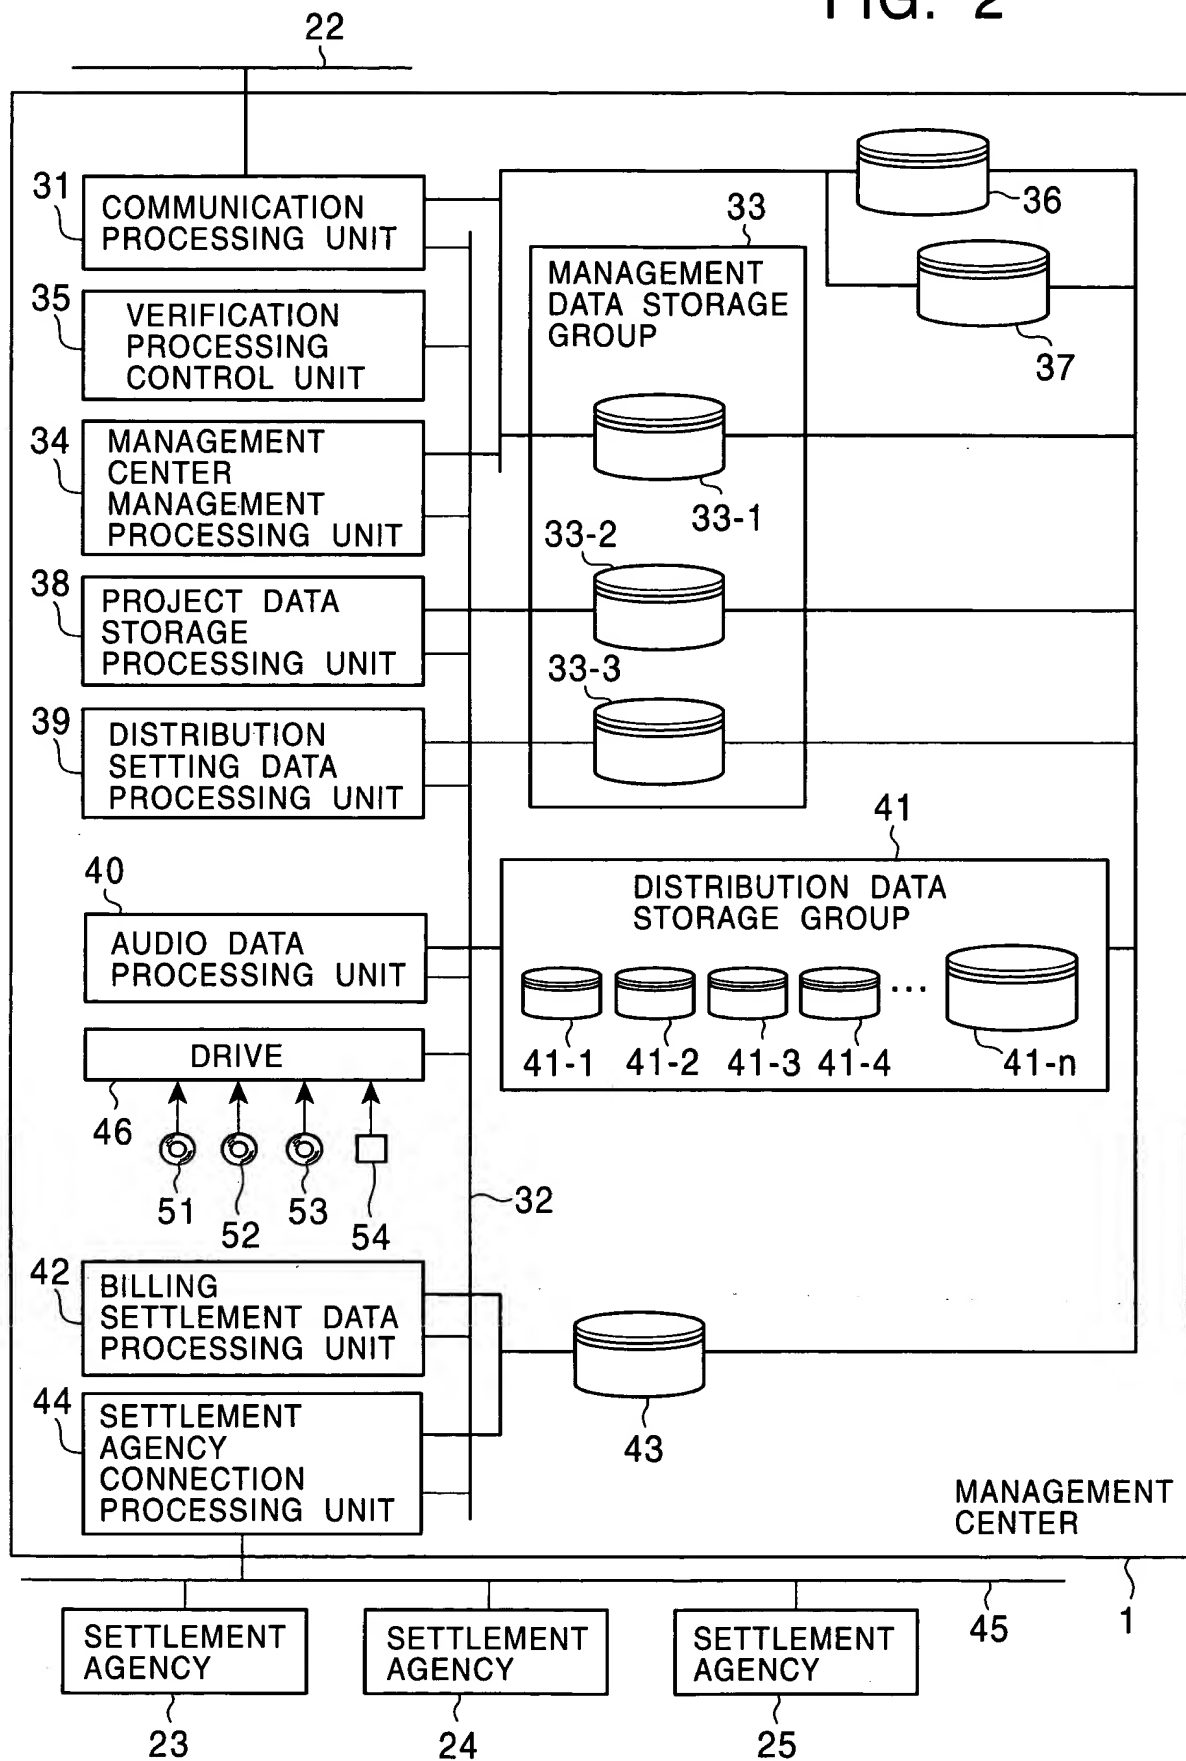 FIG. 2
22
31
COMMUNICATION
PROCESSING UNIT
36
33
35
VERIFICATION
PROCESSING
CONTROL UNIT
MANAGEMENT
DATA STORAGE
GROUP
37
34
MANAGEMENT
CENTER
MANAGEMENT
PROCESSING UNIT
33-1
33-2
38
PROJECT DATA
STORAGE
PROCESSING UNIT
33-3
39
DISTRIBUTION
SETTING DATA
PROCESSING UNIT
41
40
AUDIO DATA
PROCESSING UNIT
DISTRIBUTION DATA
STORAGE GROUP
...
41-1 41-2 41-3 41-4 41-n
DRIVE
46
51 52 53 54
32
42
BILLING
SETTLEMENT DATA
PROCESSING UNIT
43
44
SETTLEMENT
AGENCY
CONNECTION
PROCESSING UNIT
MANAGEMENT
CENTER
1
45
SETTLEMENT
AGENCY
SETTLEMENT
AGENCY
SETTLEMENT
AGENCY
23 24 25